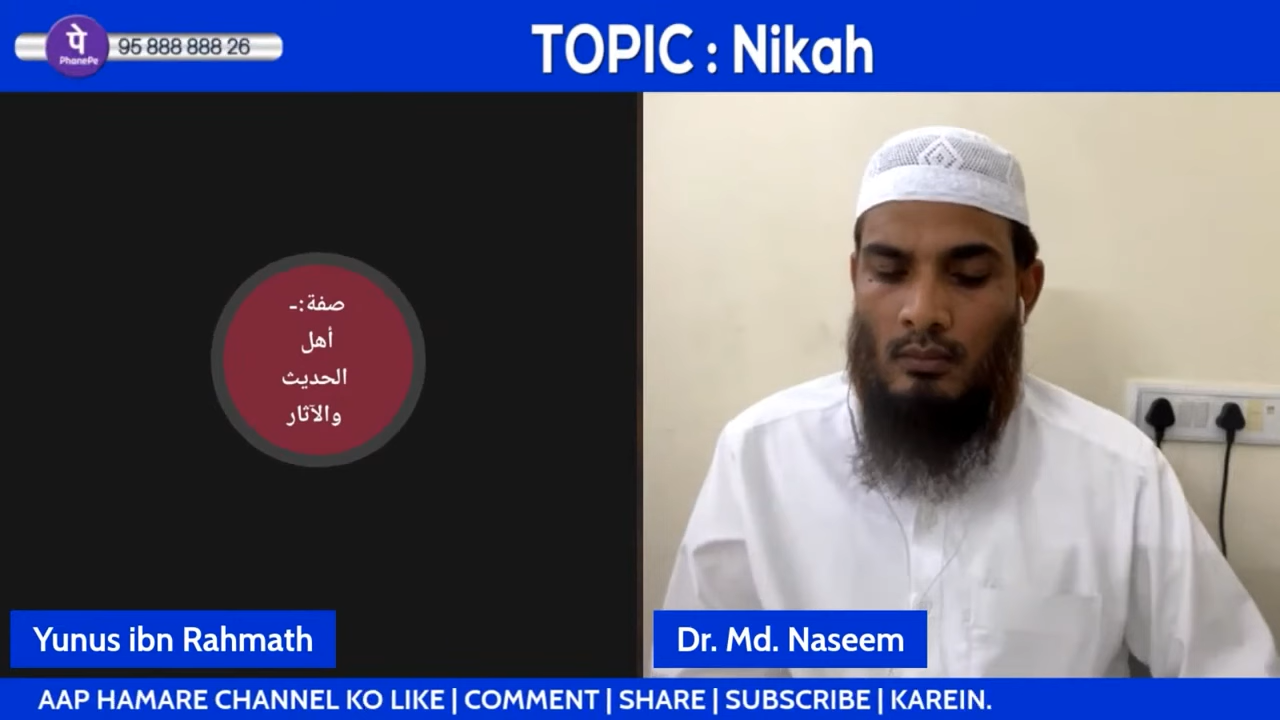 पे
PhonePe
95 888 888 26
TOPIC : Nikah
صفة:-
أهل
الحديث
والآثار
Yunus ibn Rahmath
Dr. Md. Naseem
AAP HAMARE CHANNEL KO LIKE | COMMENT | SHARE | SUBSCRIBE | KAREIN.